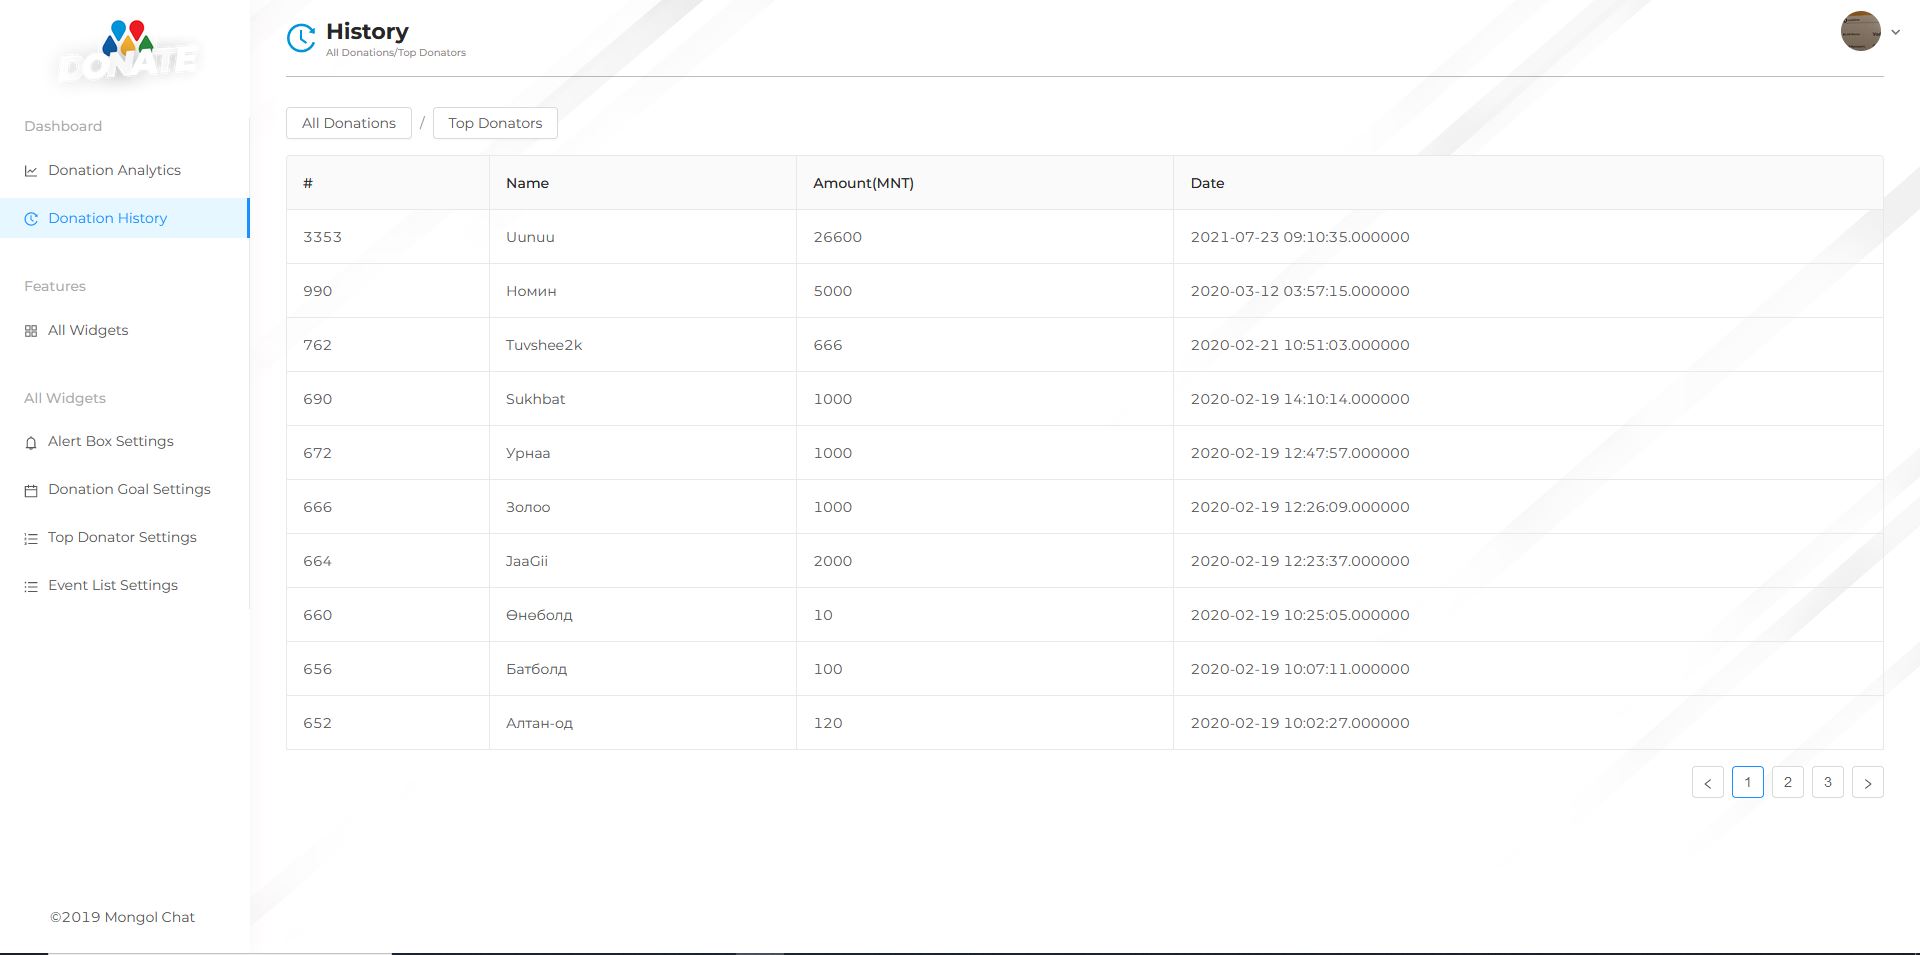 DONATE
Dashboard
Donation Analytics
Donation History
Features
All Widgets
All Widgets
Alert Box Settings
Donation Goal Settings
Top Donator Settings
Event List Settings
©2019 Mongol Chat
History
All Donations/Top Donators
All Donations / Top Donators
# Name Amount(MNT) Date
3353 Uunuu 26600 2021-07-23 09:10:35.000000
990 Номин 5000 2020-03-12 03:57:15.000000
762 Tuvshee2k 666 2020-02-21 10:51:03.000000
690 Sukhbat 1000 2020-02-19 14:10:14.000000
672 Урнаа 1000 2020-02-19 12:47:57.000000
666 Золоо 1000 2020-02-19 12:26:09.000000
664 JaaGii 2000 2020-02-19 12:23:37.000000
660 Өнөболд 10 2020-02-19 10:25:05.000000
656 Батболд 100 2020-02-19 10:07:11.000000
652 Алтан-од 120 2020-02-19 10:02:27.000000
< 1 2 3 >